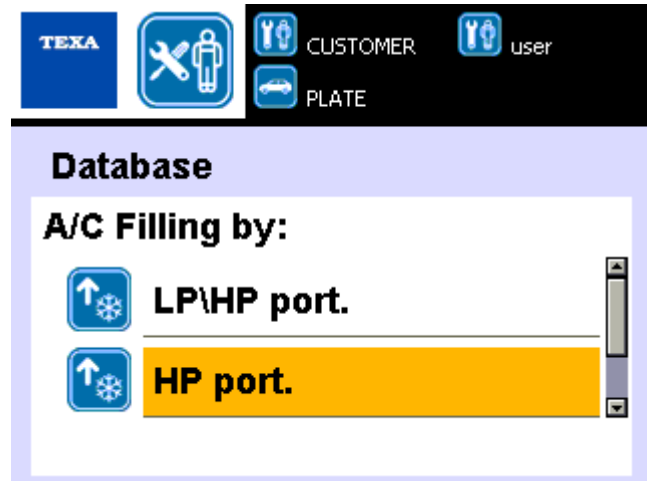 TEXA
CUSTOMER
user
PLATE
Database
A/C Filling by:
LP\HP port.
HP port.